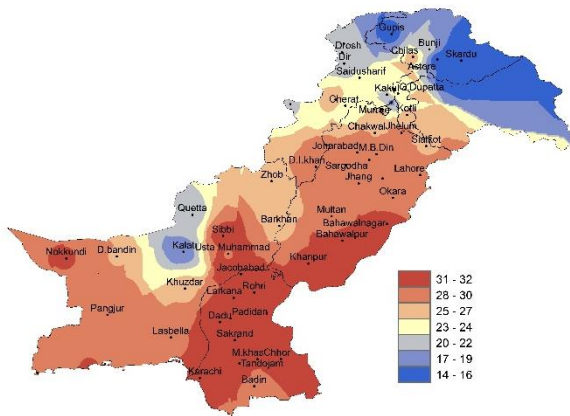 Gupis
Drosh
Bunji
Chilas
Dir
Skardu
Astore
Saidusharif
Kakul
G.Dupatta
Cherat
Murree
Kotli
Chakwal
Jhelum
Sialkot
Joharabad
M.B.Din
D.I.khan
Sargodha
Lahore
Zhob
Jhang
Okara
Quetta
Multan
Barkhan
Bahawalnagar
Sibbi
Bahawalpur
Kalat
Usta Muhammad
Nokkundi
D.bandin
Khanpur
Jacobabad
Khuzdar
Rohri
Larkana
Pangjur
Dadu
Padidan
Lasbella
Sakrand
M.khas
Chhor
Tandojam
Karachi
Badin
31 - 32
28 - 30
25 - 27
23 - 24
20 - 22
17 - 19
14 - 16